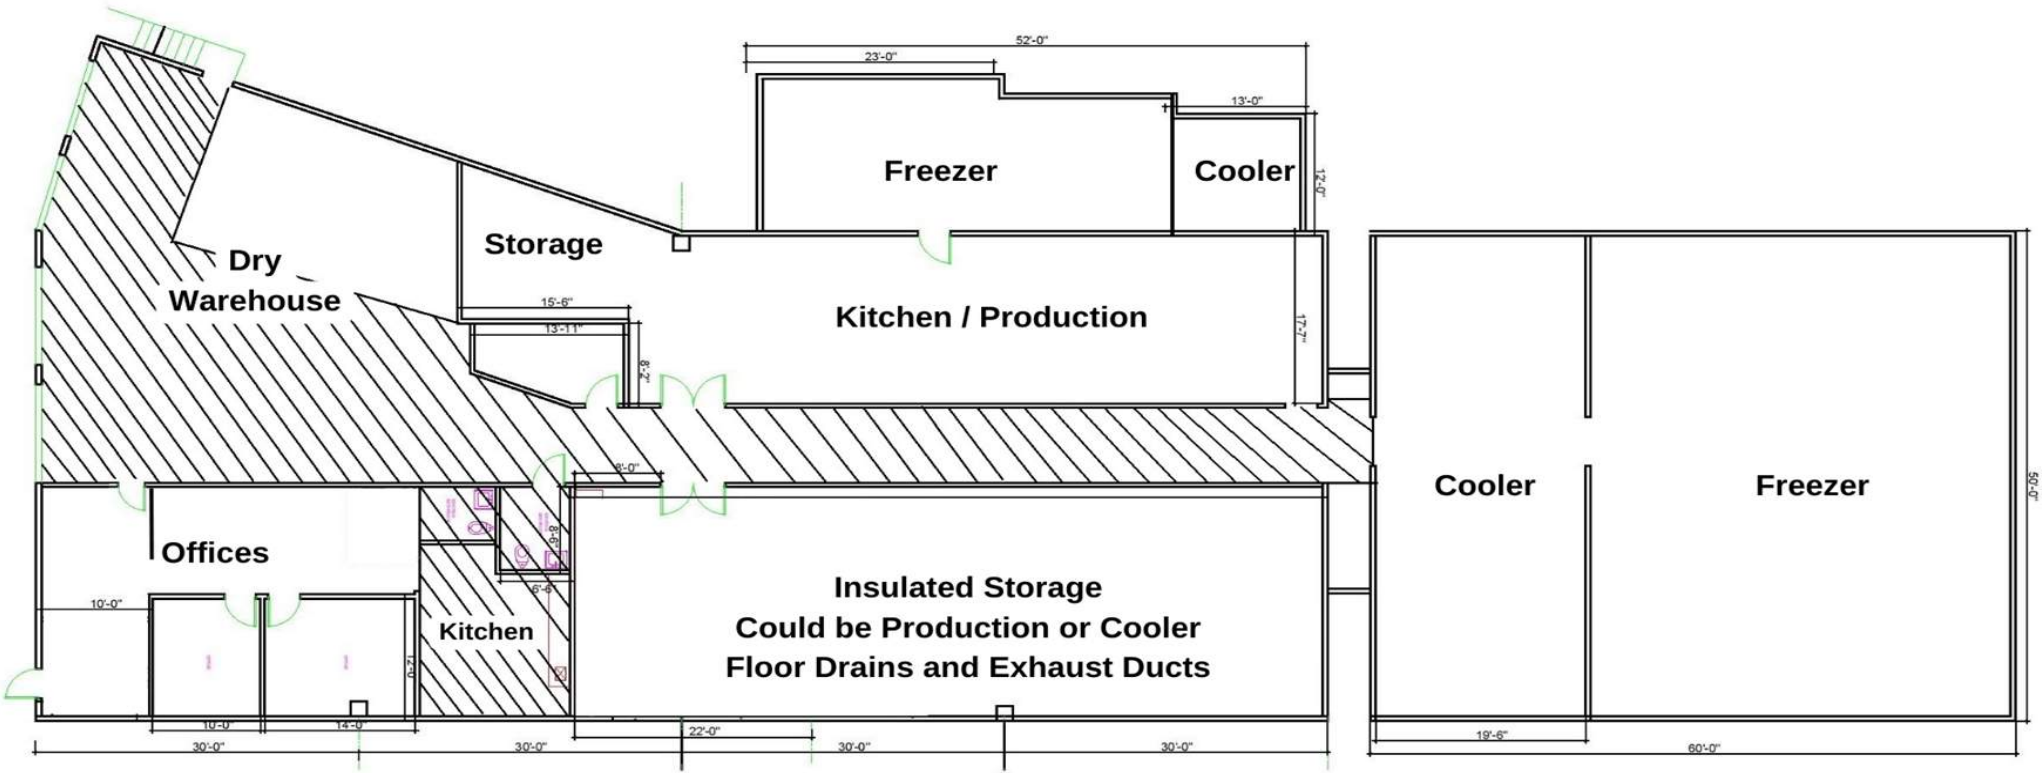 52'-0"
23'-0"
13'-0"
Freezer
Cooler
12'-0"
Storage
Dry
Warehouse
15'-6"
13'-11"
Kitchen / Production
17'-7"
8'-2"
8'-0"
Cooler
Freezer
50'-0"
Offices
8'-6"
6'-6"
Insulated Storage
Could be Production or Cooler
Floor Drains and Exhaust Ducts
10'-0"
Kitchen
12'-0"
10'-0"
14'-0"
22'-0"
19'-6"
30'-0"
30'-0"
30'-0"
30'-0"
60'-0"